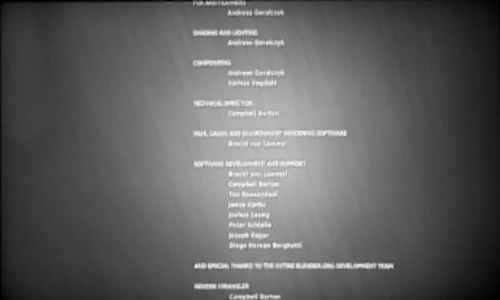 FUR AND FEATHERS
Andreas Goralczyk
SHADING AND LIGHTING
Andreas Goralczyk
COMPOSITING
Andreas Goralczyk
Nathan Vegdahl
TECHNICAL DIRECTION
Campbell Barton
HAIR, GRASS AND ENVIRONMENT RENDERING SOFTWARE
Brecht van Lommel
SOFTWARE DEVELOPMENT AND SUPPORT
Brecht van Lommel
Campbell Barton
Ton Roosendaal
Janne Karhu
Joshua Leung
Peter Schlaile
Joseph Eagar
Diego Hernan Borghetti
AND SPECIAL THANKS TO THE ENTIRE BLENDER.ORG DEVELOPMENT TEAM
RENDER WRANGLER
Campbell Barton